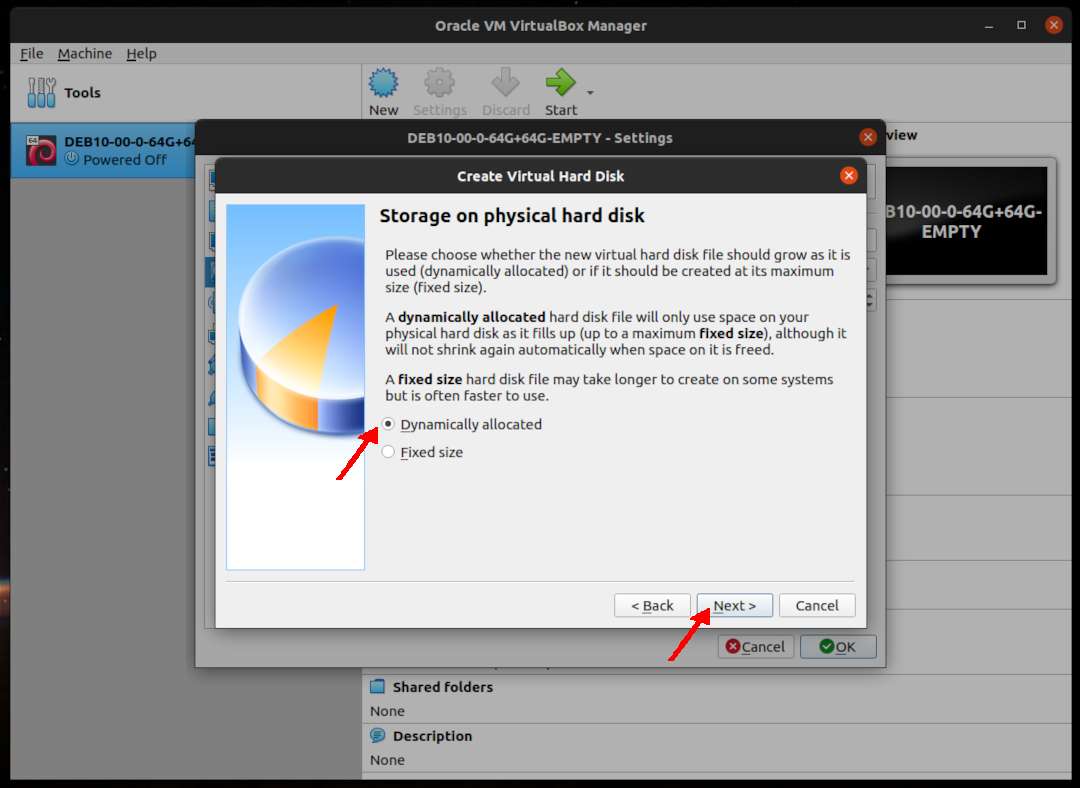 Oracle VM VirtualBox Manager
File Machine Help
Tools
New Settings Discard Start
64
DEB10-00-0-64G+64
Powered Off
DEB10-00-0-64G+64G-EMPTY - Settings
view
B10-00-0-64G+64G-
EMPTY
Create Virtual Hard Disk
Storage on physical hard disk
Please choose whether the new virtual hard disk file should grow as it is
used (dynamically allocated) or if it should be created at its maximum
size (fixed size).
A dynamically allocated hard disk file will only use space on your
physical hard disk as it fills up (up to a maximum fixed size), although it
will not shrink again automatically when space on it is freed.
A fixed size hard disk file may take longer to create on some systems
but is often faster to use.
Dynamically allocated
Fixed size
< Back Next > Cancel
Cancel OK
Shared folders
None
Description
None